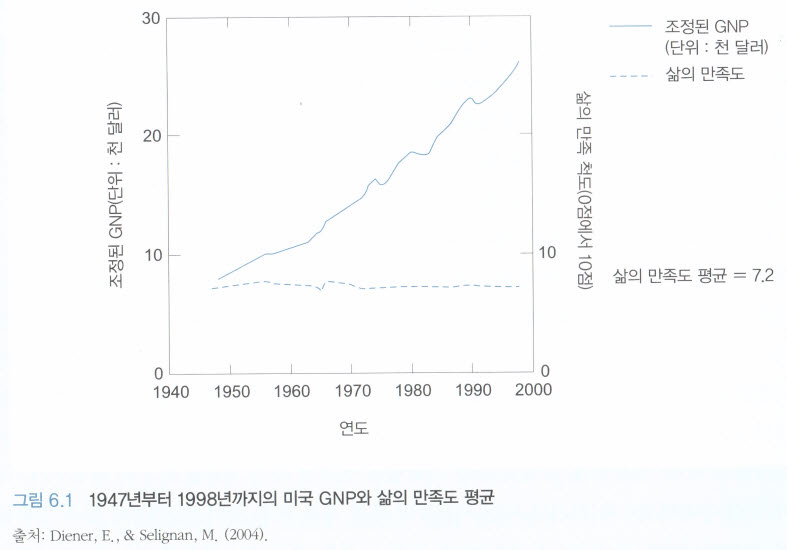 30
20
10
0
조정된 GNP(단위 : 천 달러)
1940 1950 1960 1970 1980 1990 2000
연도
10
0
삶의 만족 척도(0점에서 10점)
조정된 GNP
(단위 : 천 달러)
삶의 만족도
삶의 만족도 평균 = 7.2
그림 6.1 1947년부터 1998년까지의 미국 GNP와 삶의 만족도 평균
출처: Diener, E., & Selignan, M. (2004).